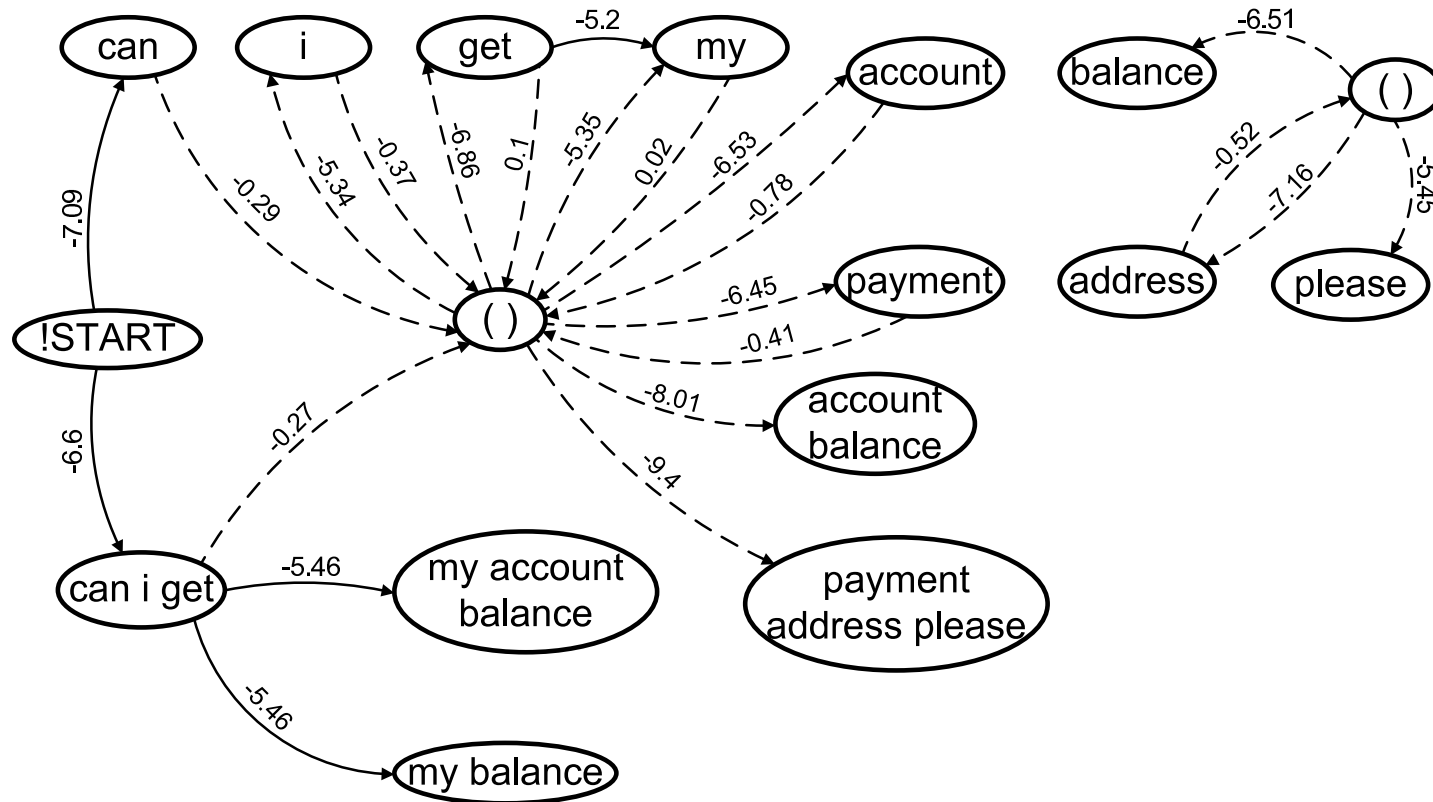 -5.2
-6.51
can
i
get
my
account
balance
( )
-6.86
0.1
-5.35
0.02
-6.53
-0.78
-0.37
-5.34
-0.29
-0.52
-7.16
-5.45
-7.09
!START
( )
-6.45
payment
-0.41
address
please
-8.01
account
balance
-0.27
-9.4
-6.6
can i get
-5.46
my account
balance
payment
address please
-5.46
my balance